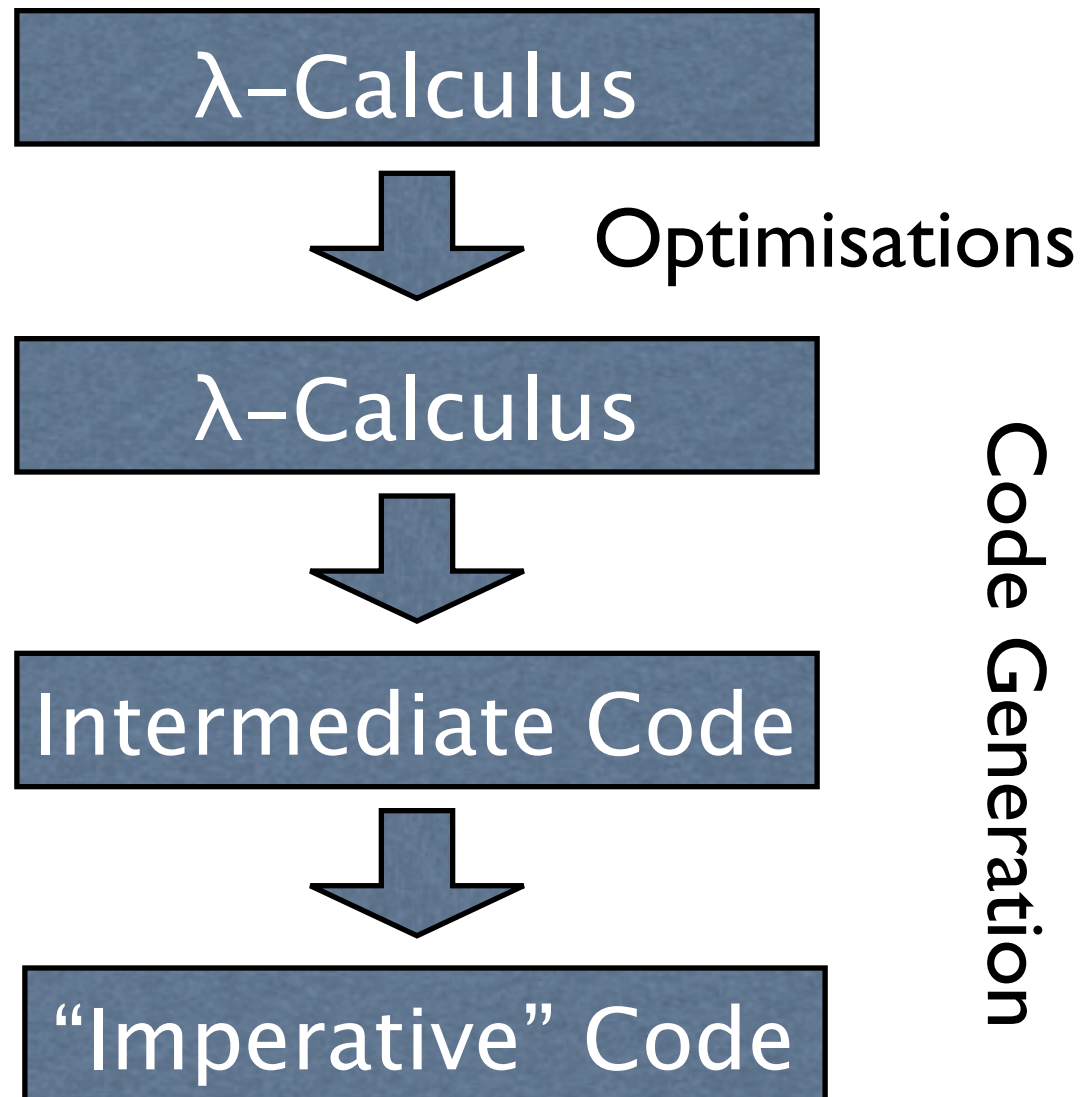 λ–Calculus
Optimisations
λ–Calculus
Code Generation
Intermediate Code
“Imperative” Code